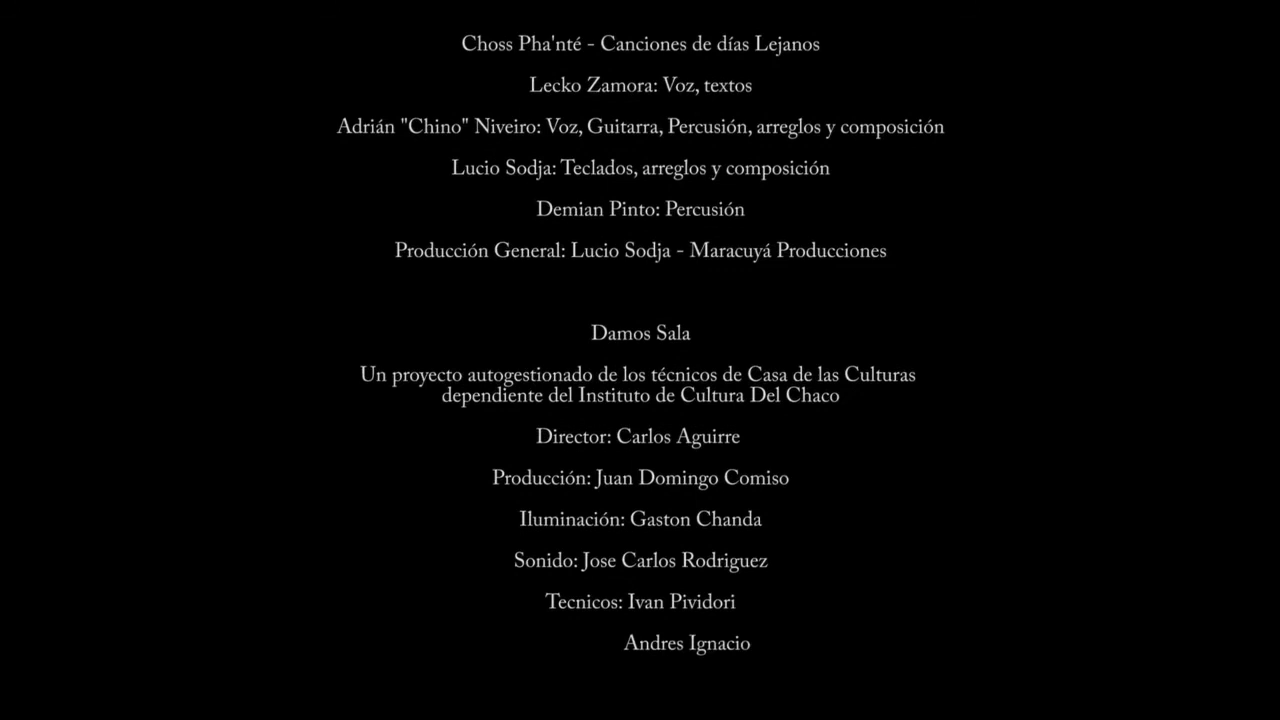 Choss Pha'nté - Canciones de días Lejanos
Lecko Zamora: Voz, textos
Adrián "Chino" Niveiro: Voz, Guitarra, Percusión, arreglos y composición
Lucio Sodja: Teclados, arreglos y composición
Demian Pinto: Percusión
Producción General: Lucio Sodja - Maracuyá Producciones
Damos Sala
Un proyecto autogestionado de los técnicos de Casa de las Culturas
dependiente del Instituto de Cultura Del Chaco
Director: Carlos Aguirre
Producción: Juan Domingo Comiso
Iluminación: Gaston Chanda
Sonido: Jose Carlos Rodriguez
Tecnicos: Ivan Pividori
Andres Ignacio